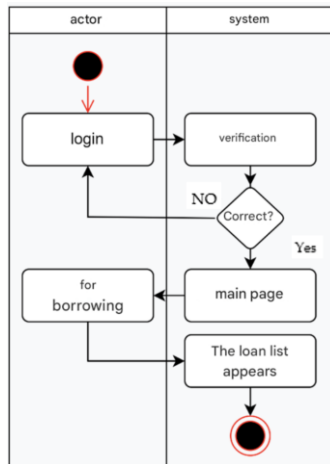 actor
system
login
verification
NO
Correct?
Yes
for
borrowing
main page
The loan list
appears